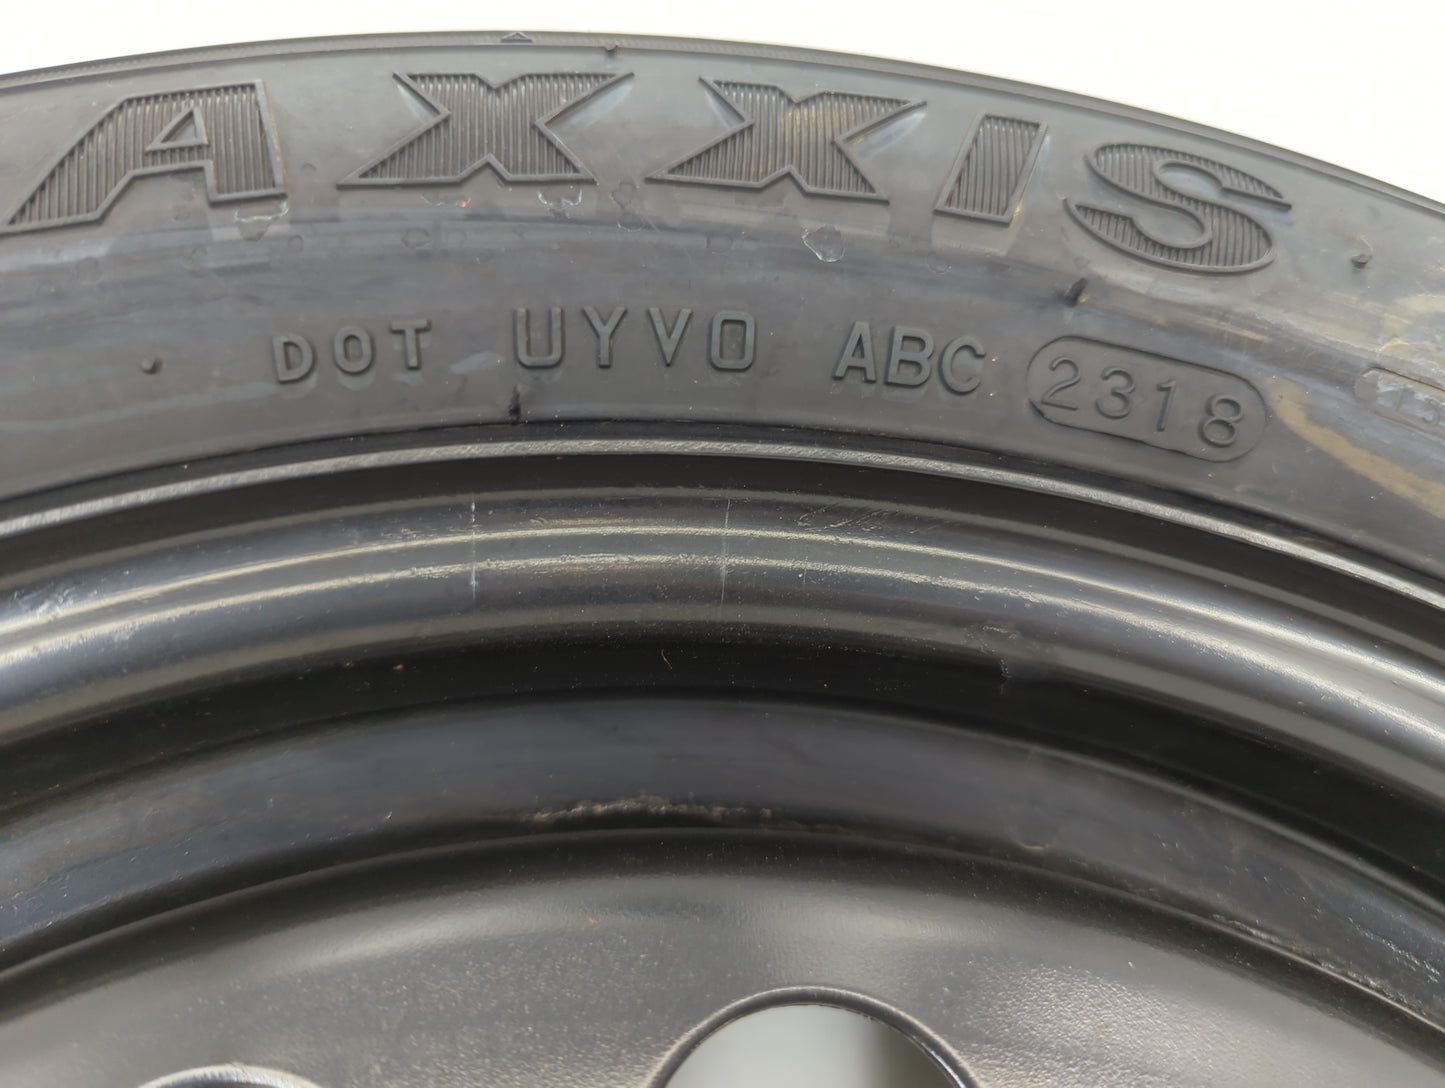 AXXIS
DOT UYVO ABC 2318